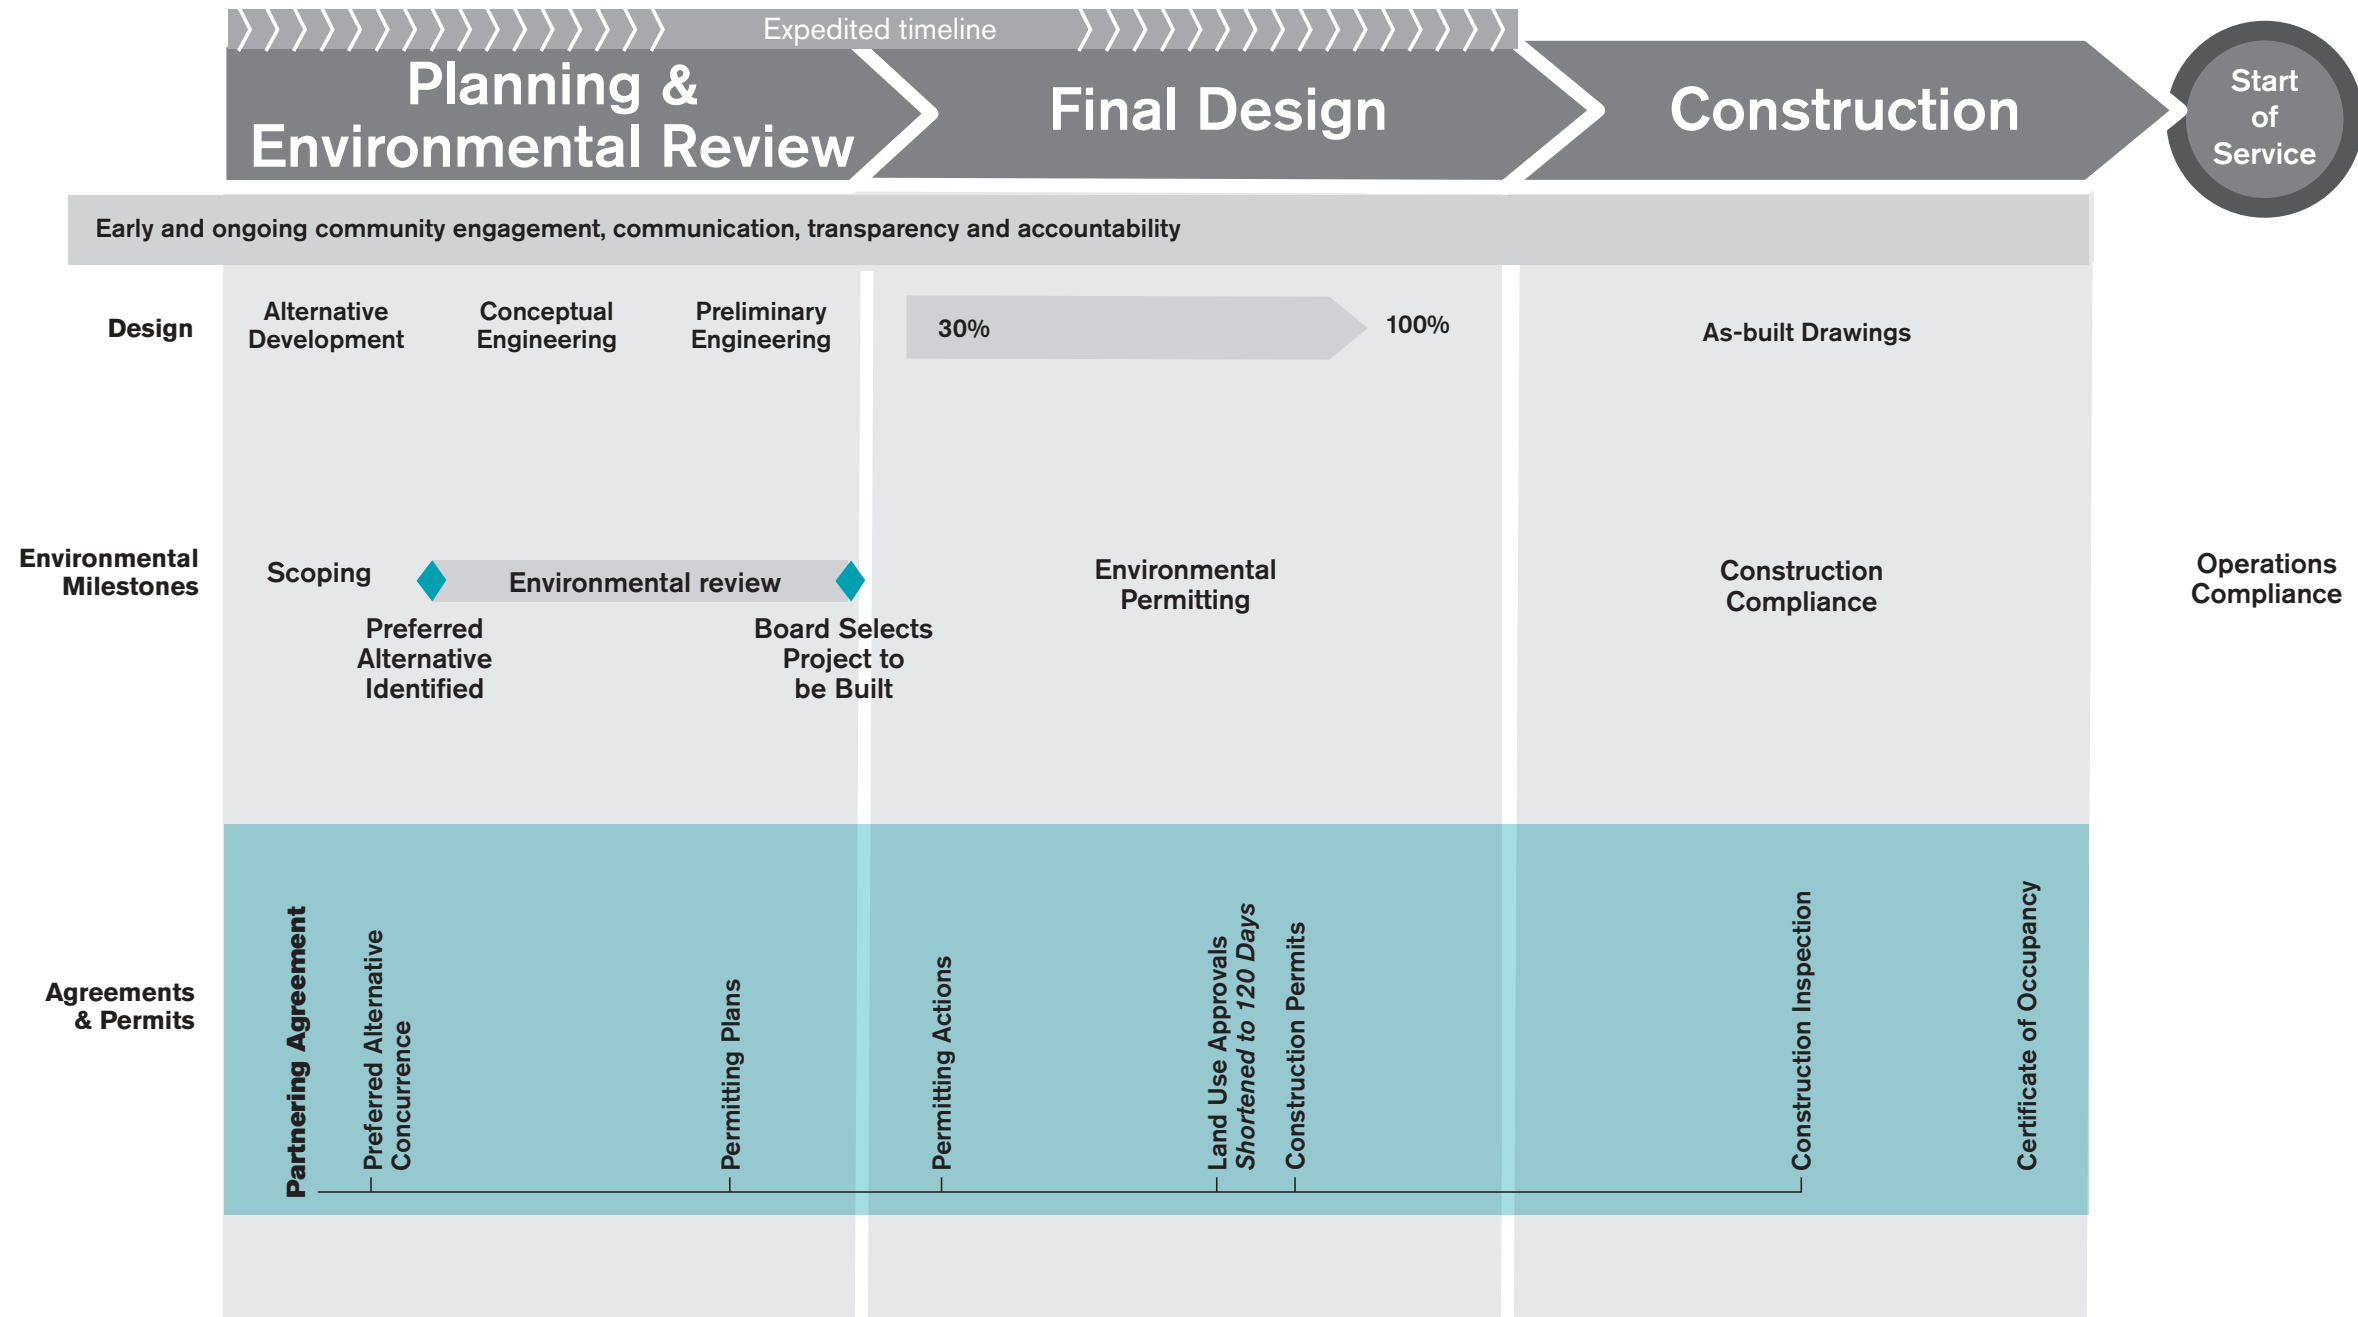 Expedited timeline
Planning &
Environmental Review
Final Design
Construction
Start
of
Service
Early and ongoing community engagement, communication, transparency and accountability
Design
Alternative
Development
Conceptual
Engineering
Preliminary
Engineering
30%
100%
As-built Drawings
Environmental
Milestones
Scoping
Environmental review
Preferred
Alternative
Identified
Board Selects
Project to
be Built
Environmental
Permitting
Construction
Compliance
Operations
Compliance
Agreements
& Permits
Partnering Agreement
Preferred Alternative
Concurrence
Permitting Plans
Permitting Actions
Land Use Approvals
Shortened to 120 Days
Construction Permits
Construction Inspection
Certificate of Occupancy